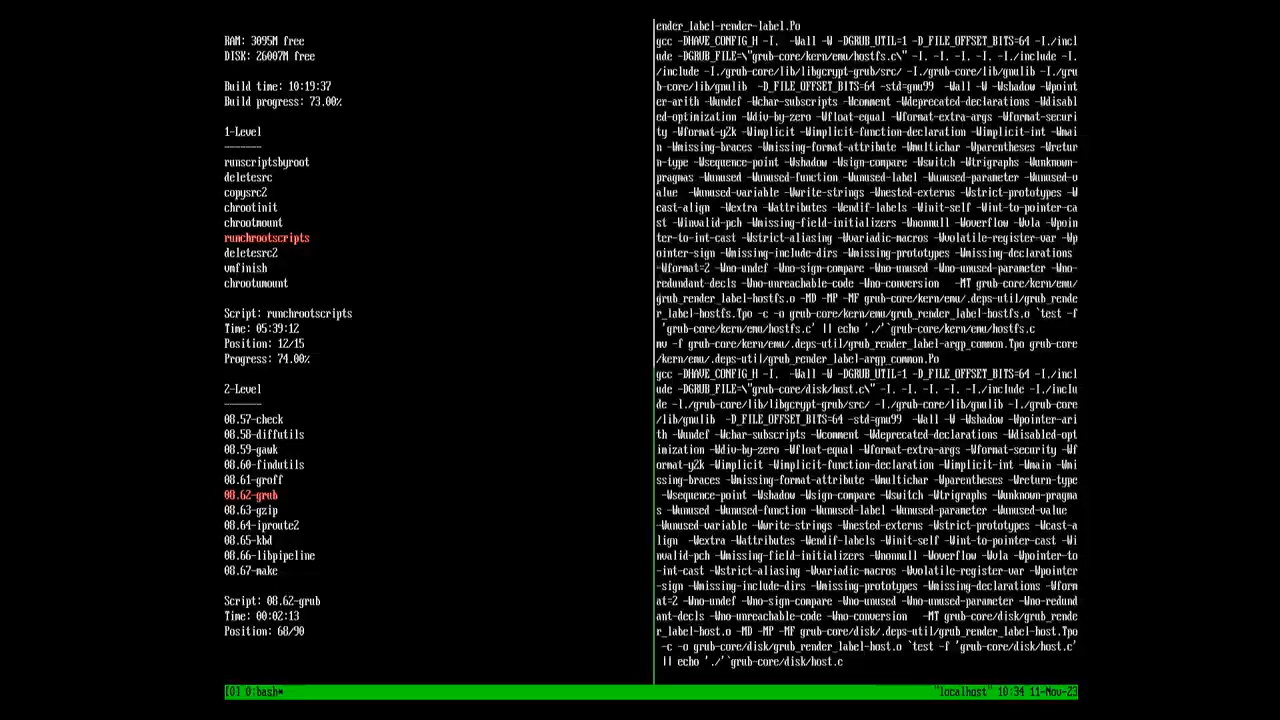 RAM: 3095M free
DISK: 26007M free
Build time: 10:19:37
Build progress: 73.00%
1-Level
-------
runscriptsbyroot
deletesrc
copysrc2
chrootinit
chrootmount
runchrootscripts
deletesrc2
vmfinish
chrootumount
Script: runchrootscripts
Time: 05:39:12
Position: 12/15
Progress: 74.00%
2-Level
-------
08.57-check
08.58-diffutils
08.59-gawk
08.60-findutils
08.61-groff
08.62-grub
08.63-gzip
08.64-iproute2
08.65-kbd
08.66-libpipeline
08.67-make
Script: 08.62-grub
Time: 00:02:13
Position: 68/90
ender_label-render-label.Po
gcc -DHAVE_CONFIG_H -I.  -Wall -W -DGRUB_UTIL=1 -D_FILE_OFFSET_BITS=64 -I./incl
ude -DGRUB_FILE=\"grub-core/kern/emu/hostfs.c\" -I. -I. -I. -I. -I./include -I.
/include -I./grub-core/lib/libgcrypt-grub/src/ -I./grub-core/lib/gnulib -I./gru
b-core/lib/gnulib  -D_FILE_OFFSET_BITS=64 -std=gnu99  -Wall -W -Wshadow -Wpoint
er-arith -Wundef -Wchar-subscripts -Wcomment -Wdeprecated-declarations -Wdisabl
ed-optimization -Wdiv-by-zero -Wfloat-equal -Wformat-extra-args -Wformat-securi
ty -Wformat-y2k -Wimplicit -Wimplicit-function-declaration -Wimplicit-int -Wmai
n -Wmissing-braces -Wmissing-format-attribute -Wmultichar -Wparentheses -Wretur
n-type -Wsequence-point -Wshadow -Wsign-compare -Wswitch -Wtrigraphs -Wunknown-
pragmas -Wunused -Wunused-function -Wunused-label -Wunused-parameter -Wunused-v
alue  -Wunused-variable -Wwrite-strings -Wnested-externs -Wstrict-prototypes -W
cast-align  -Wextra -Wattributes -Wendif-labels -Winit-self -Wint-to-pointer-ca
st -Winvalid-pch -Wmissing-field-initializers -Wnonnull -Woverflow -Wvla -Wpoin
ter-to-int-cast -Wstrict-aliasing -Wvariadic-macros -Wvolatile-register-var -Wp
ointer-sign -Wmissing-include-dirs -Wmissing-prototypes -Wmissing-declarations
-Wformat=2 -Wno-undef -Wno-sign-compare -Wno-unused -Wno-unused-parameter -Wno-
redundant-decls -Wno-unreachable-code -Wno-conversion   -MT grub-core/kern/emu/
grub_render_label-hostfs.o -MD -MP -MF grub-core/kern/emu/.deps-util/grub_rende
r_label-hostfs.Tpo -c -o grub-core/kern/emu/grub_render_label-hostfs.o `test -f
 'grub-core/kern/emu/hostfs.c' || echo './'`grub-core/kern/emu/hostfs.c
mv -f grub-core/kern/emu/.deps-util/grub_render_label-argp_common.Tpo grub-core
/kern/emu/.deps-util/grub_render_label-argp_common.Po
gcc -DHAVE_CONFIG_H -I.  -Wall -W -DGRUB_UTIL=1 -D_FILE_OFFSET_BITS=64 -I./incl
ude -DGRUB_FILE=\"grub-core/disk/host.c\" -I. -I. -I. -I. -I./include -I./inclu
de -I./grub-core/lib/libgcrypt-grub/src/ -I./grub-core/lib/gnulib -I./grub-core
/lib/gnulib  -D_FILE_OFFSET_BITS=64 -std=gnu99  -Wall -W -Wshadow -Wpointer-ari
th -Wundef -Wchar-subscripts -Wcomment -Wdeprecated-declarations -Wdisabled-opt
imization -Wdiv-by-zero -Wfloat-equal -Wformat-extra-args -Wformat-security -Wf
ormat-y2k -Wimplicit -Wimplicit-function-declaration -Wimplicit-int -Wmain -Wmi
ssing-braces -Wmissing-format-attribute -Wmultichar -Wparentheses -Wreturn-type
 -Wsequence-point -Wshadow -Wsign-compare -Wswitch -Wtrigraphs -Wunknown-pragma
s -Wunused -Wunused-function -Wunused-label -Wunused-parameter -Wunused-value
-Wunused-variable -Wwrite-strings -Wnested-externs -Wstrict-prototypes -Wcast-a
lign  -Wextra -Wattributes -Wendif-labels -Winit-self -Wint-to-pointer-cast -Wi
nvalid-pch -Wmissing-field-initializers -Wnonnull -Woverflow -Wvla -Wpointer-to
-int-cast -Wstrict-aliasing -Wvariadic-macros -Wvolatile-register-var -Wpointer
-sign -Wmissing-include-dirs -Wmissing-prototypes -Wmissing-declarations -Wform
at=2 -Wno-undef -Wno-sign-compare -Wno-unused -Wno-unused-parameter -Wno-redund
ant-decls -Wno-unreachable-code -Wno-conversion   -MT grub-core/disk/grub_rende
r_label-host.o -MD -MP -MF grub-core/disk/.deps-util/grub_render_label-host.Tpo
 -c -o grub-core/disk/grub_render_label-host.o `test -f 'grub-core/disk/host.c'
 || echo './'`grub-core/disk/host.c
[0] 0:bash* "localhost" 10:34 11-Nov-23